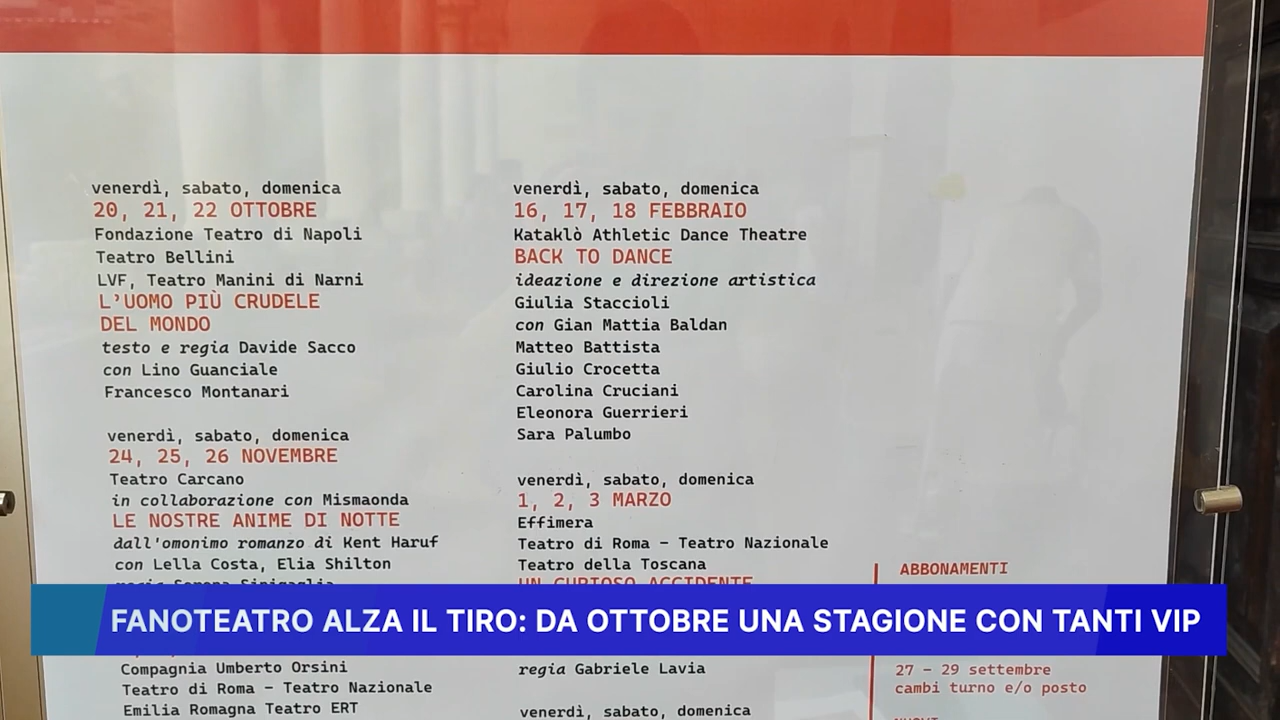 venerdì, sabato, domenica
20, 21, 22 OTTOBRE
Fondazione Teatro di Napoli
Teatro Bellini
LVF, Teatro Manini di Narni
L'UOMO PIÙ CRUDELE
DEL MONDO
testo e regia Davide Sacco
con Lino Guanciale
Francesco Montanari
venerdì, sabato, domenica
24, 25, 26 NOVEMBRE
Teatro Carcano
in collaborazione con Mismaonda
LE NOSTRE ANIME DI NOTTE
dall'omonimo romanzo di Kent Haruf
con Lella Costa, Elia Shilton
regia Serena Sinigaglia
Compagnia Umberto Orsini
Teatro di Roma – Teatro Nazionale
Emilia Romagna Teatro ERT
venerdì, sabato, domenica
16, 17, 18 FEBBRAIO
Kataklò Athletic Dance Theatre
BACK TO DANCE
ideazione e direzione artistica
Giulia Staccioli
con Gian Mattia Baldan
Matteo Battista
Giulio Crocetta
Carolina Cruciani
Eleonora Guerrieri
Sara Palumbo
venerdì, sabato, domenica
1, 2, 3 MARZO
Effimera
Teatro di Roma – Teatro Nazionale
Teatro della Toscana
UN CURIOSO ACCIDENTE
regia Gabriele Lavia
venerdì, sabato, domenica
ABBONAMENTI
27 – 29 settembre
cambi turno e/o posto
FANOTEATRO ALZA IL TIRO: DA OTTOBRE UNA STAGIONE CON TANTI VIP